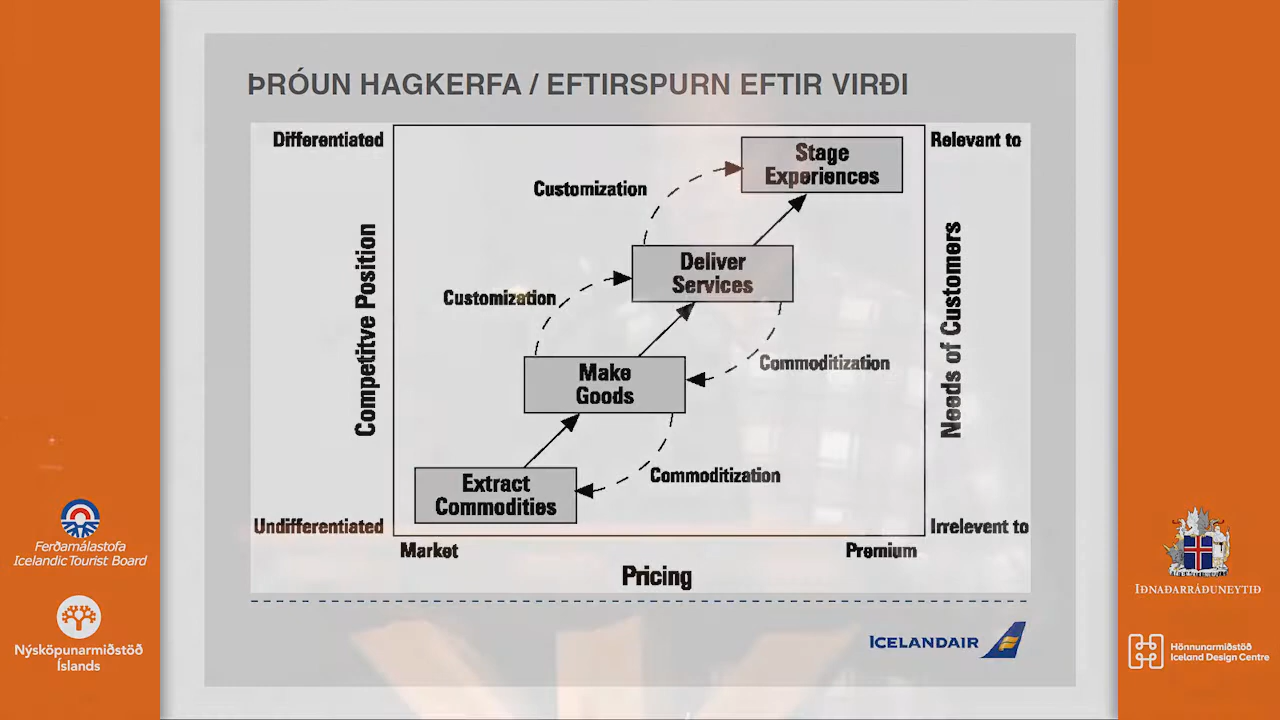 ÞRÓUN HAGKERFA / EFTIRSPURN EFTIR VIRÐI
Differentiated
Relevant to
Stage
Experiences
Customization
Deliver
Services
Customization
Competitve Position
Needs of Customers
Commoditization
Make
Goods
Commoditization
Extract
Commodities
Undifferentiated
Irrelevent to
Market
Premium
Pricing
ICELANDAIR
Ferðamálastofa
Icelandic Tourist Board
Nýsköpunarmiðstöð
Íslands
IÐNAÐARRÁÐUNEYTIÐ
Hönnunarmiðstöð
Iceland Design Centre